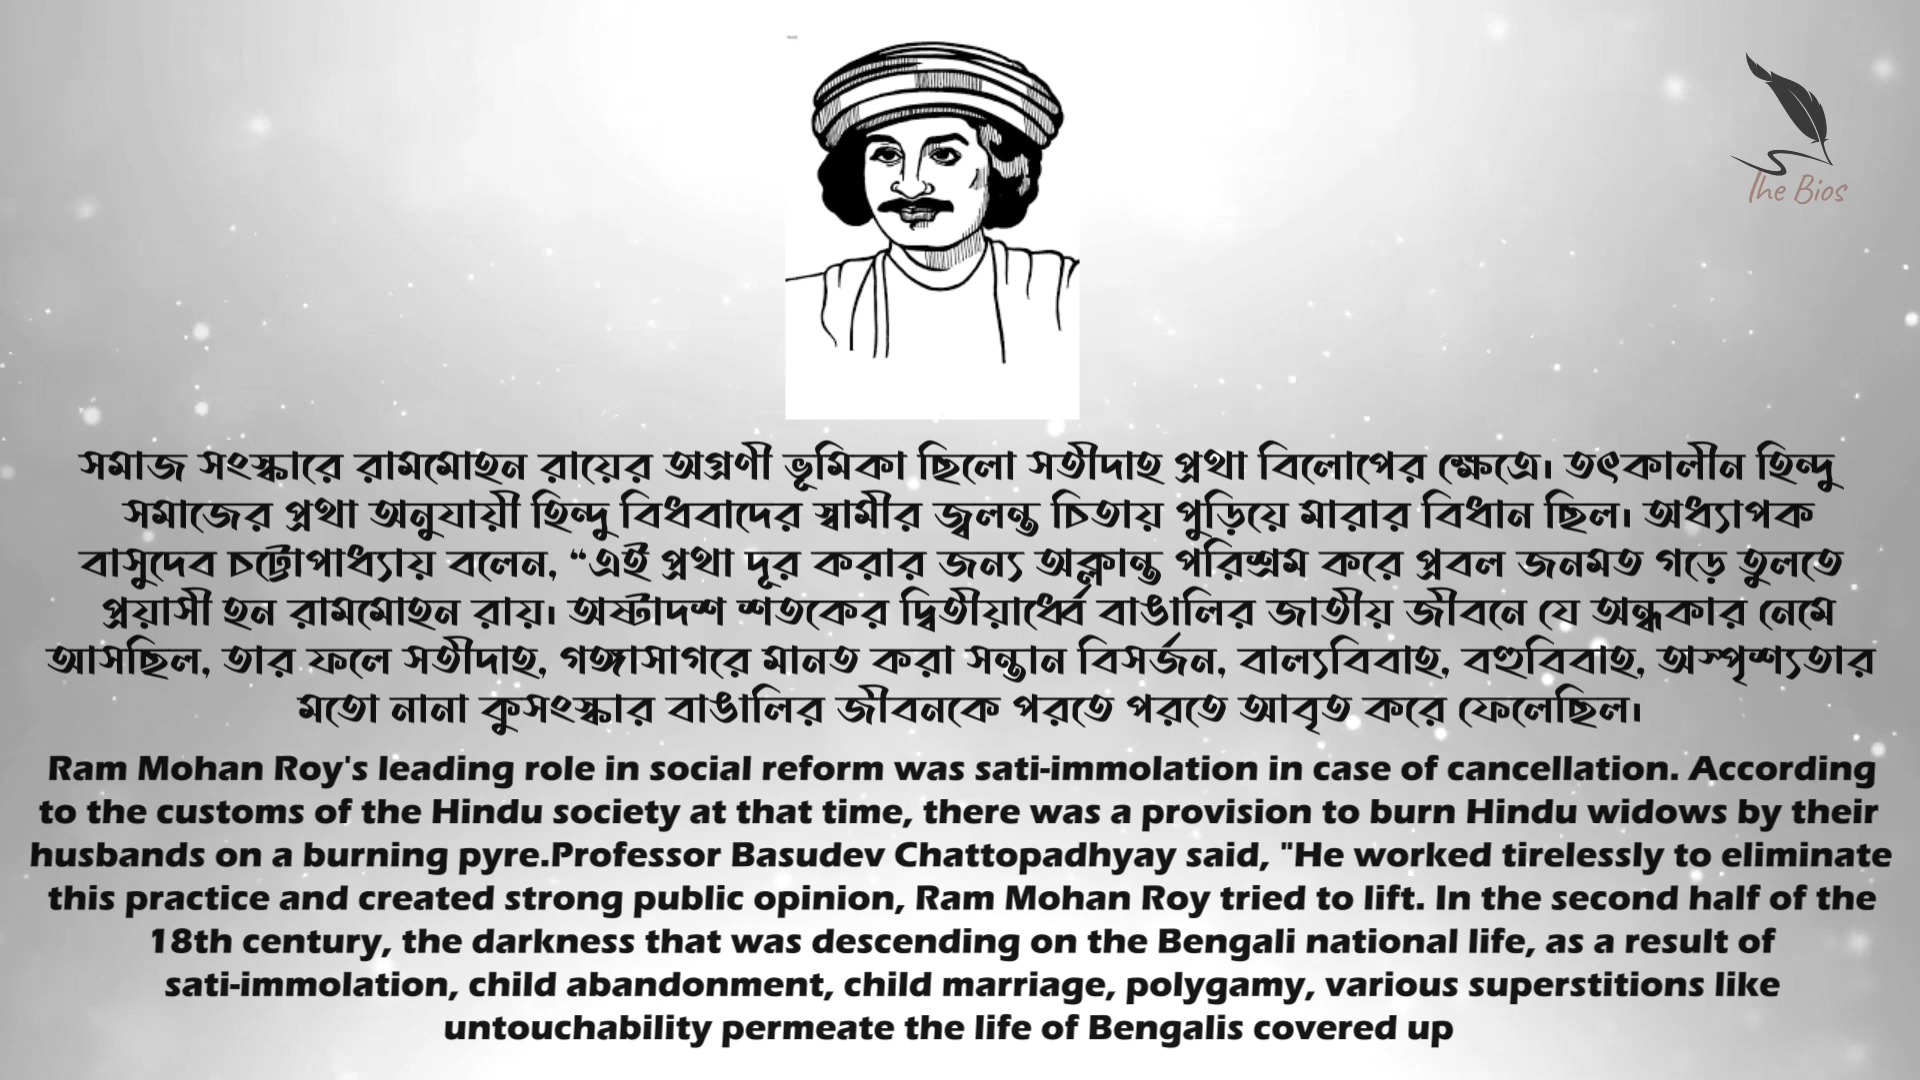 The Bios
সমাজ সংস্কারে রামমোহন রায়ের অগ্রণী ভূমিকা ছিলো সতীদাহ প্রথা বিলোপের ক্ষেত্রে। তৎকালীন হিন্দু
সমাজের প্রথা অনুযায়ী হিন্দু বিধবাদের স্বামীর জ্বলন্ত চিতায় পুড়িয়ে মারার বিধান ছিল। অধ্যাপক
বাসুদেব চট্টোপাধ্যায় বলেন, “এই প্রথা দূর করার জন্য অক্লান্ত পরিশ্রম করে প্রবল জনমত গড়ে তুলতে
প্রয়াসী হন রামমোহন রায়। অষ্টাদশ শতকের দ্বিতীয়ার্ধ্বে বাঙালির জাতীয় জীবনে যে অন্ধকার নেমে
আসছিল, তার ফলে সতীদাহ, গঙ্গাসাগরে মানত করা সন্তান বিসর্জন, বাল্যবিবাহ, বহুবিবাহ, অস্পৃশ্যতার
মতো নানা কুসংস্কার বাঙালির জীবনকে পরতে পরতে আবৃত করে ফেলেছিল।
Ram Mohan Roy's leading role in social reform was sati-immolation in case of cancellation. According
to the customs of the Hindu society at that time, there was a provision to burn Hindu widows by their
husbands on a burning pyre.Professor Basudev Chattopadhyay said, "He worked tirelessly to eliminate
this practice and created strong public opinion, Ram Mohan Roy tried to lift. In the second half of the
18th century, the darkness that was descending on the Bengali national life, as a result of
sati-immolation, child abandonment, child marriage, polygamy, various superstitions like
untouchability permeate the life of Bengalis covered up